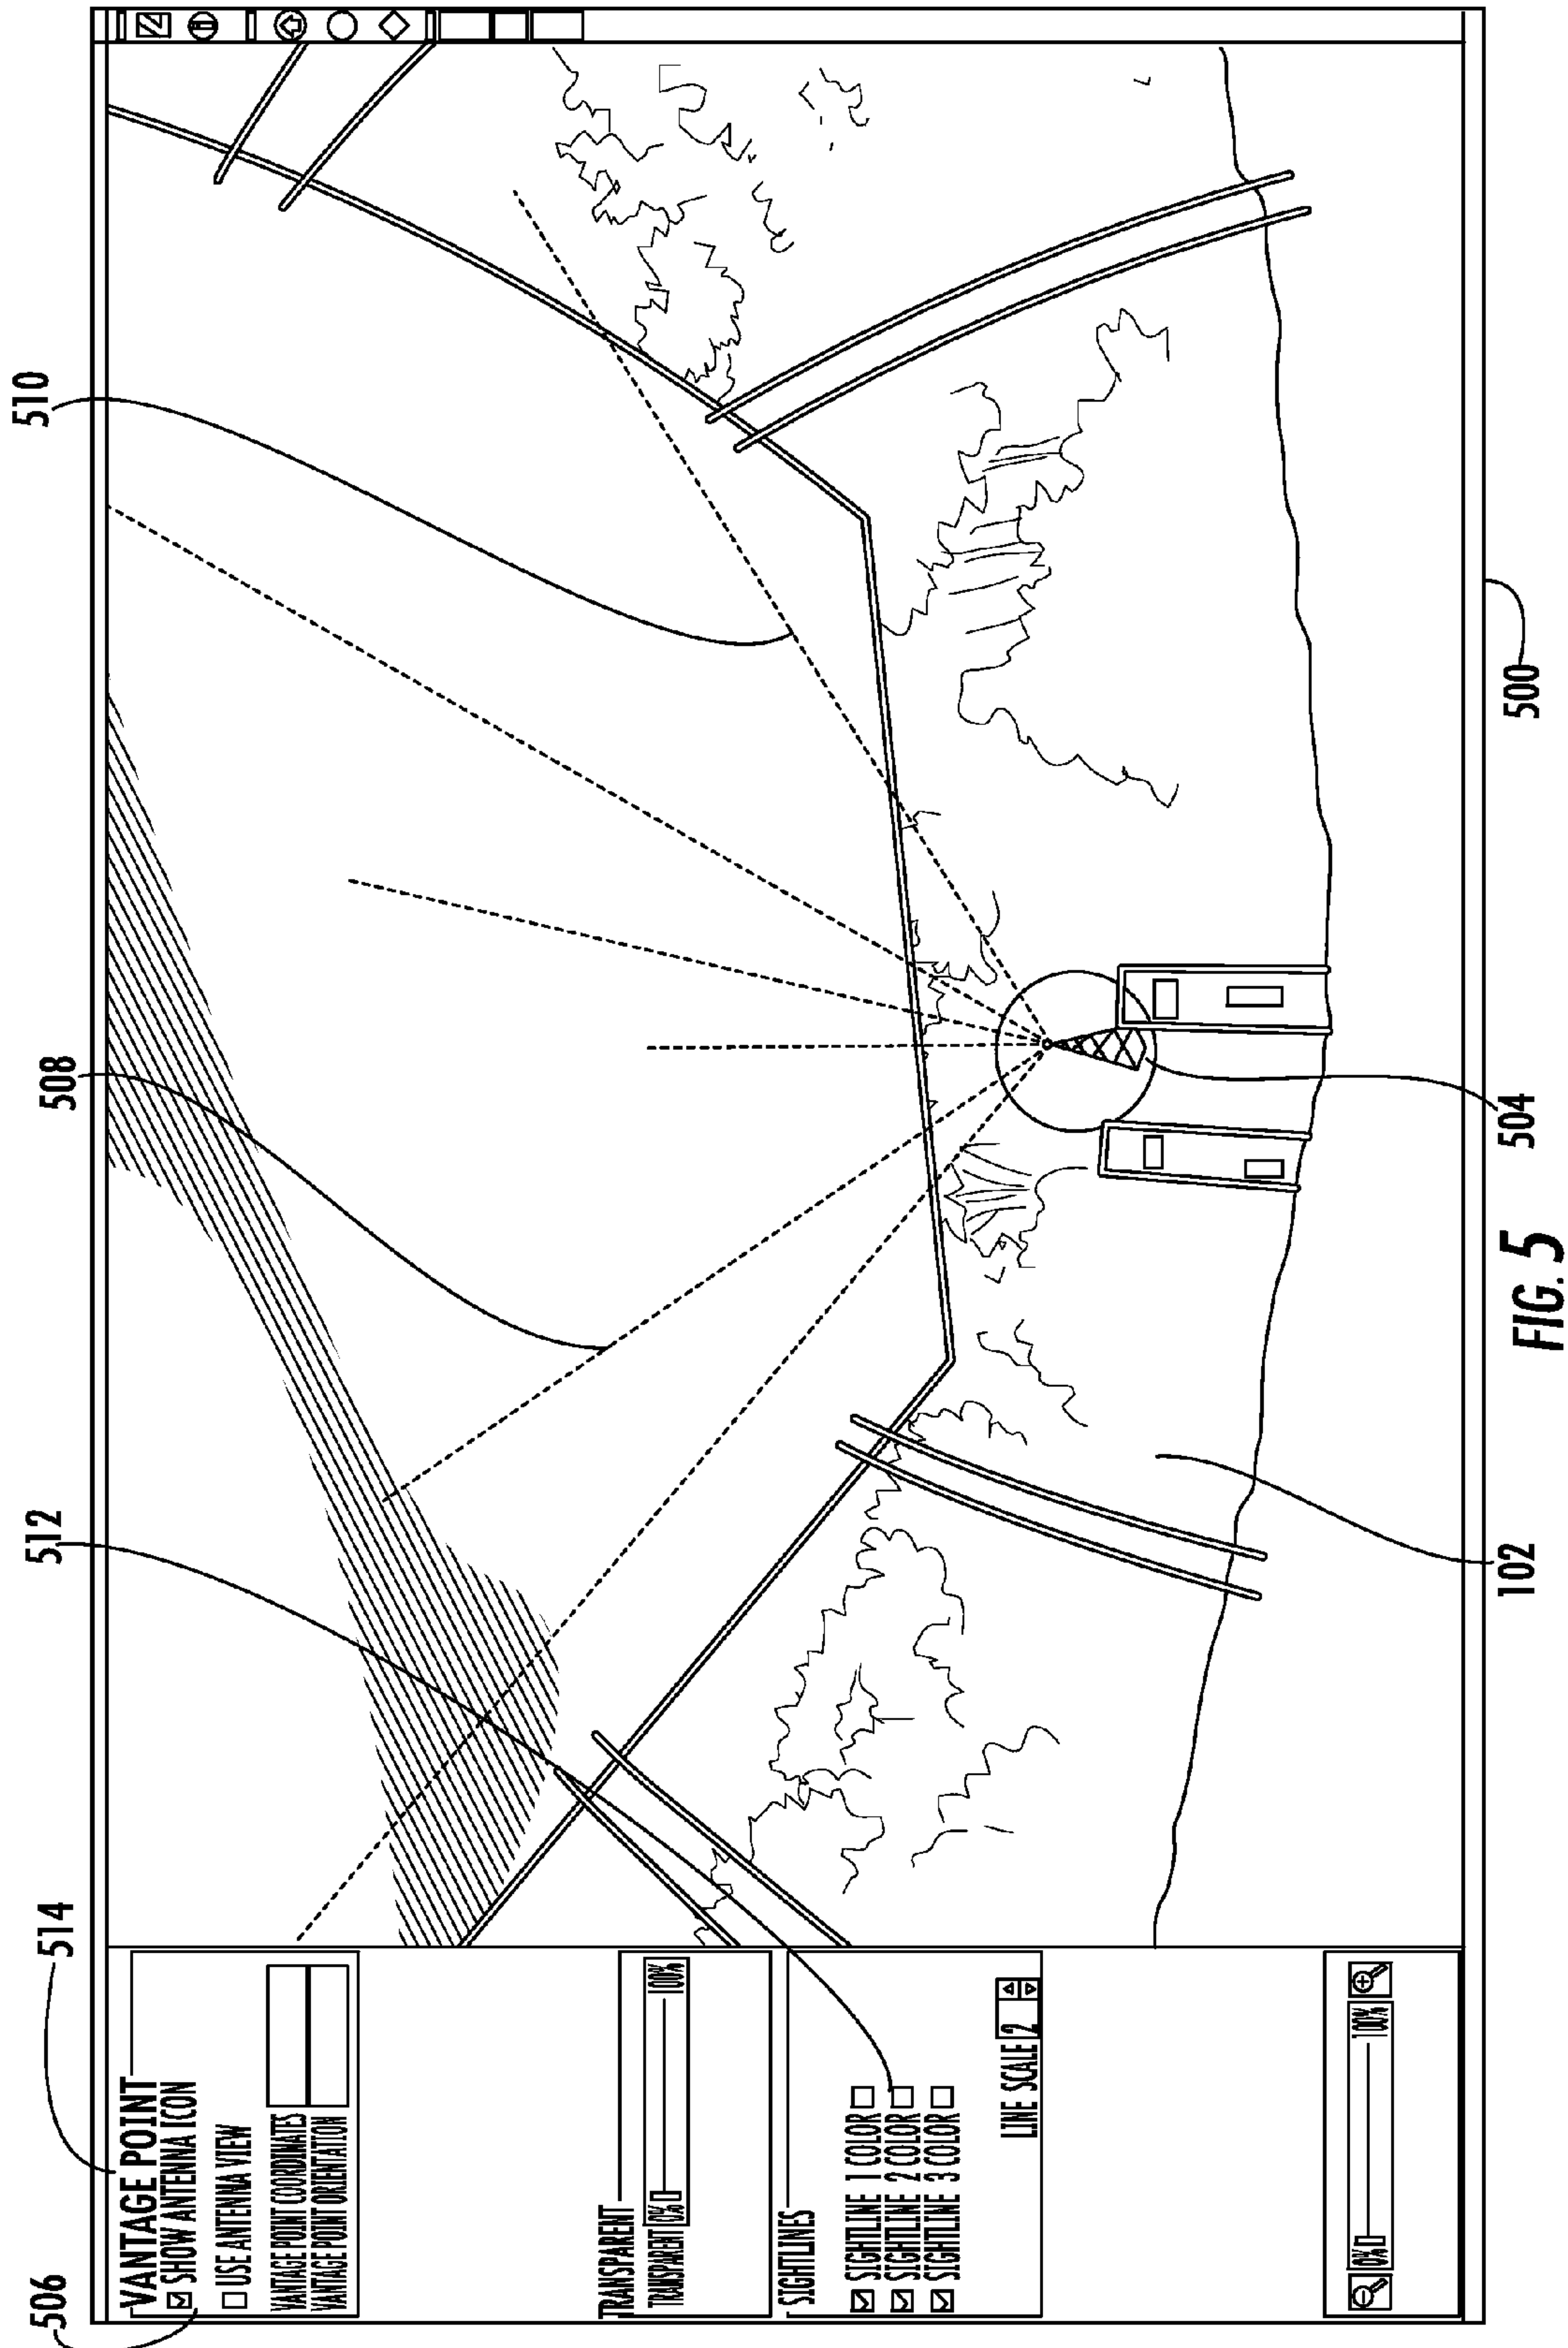 506
514
512
508
510
VANTAGE POINT
SHOW ANTENNA ICON
USE ANTENNA VIEW
VANTAGE POINT COORDINATES
VANTAGE POINT ORIENTATION
TRANSPARENT
TRANSPARENT 0% 100%
SIGHTLINES
SIGHTLINE 1 COLOR
SIGHTLINE 2 COLOR
SIGHTLINE 3 COLOR
LINE SCALE 2
0% 100%
102
504
500
FIG. 5